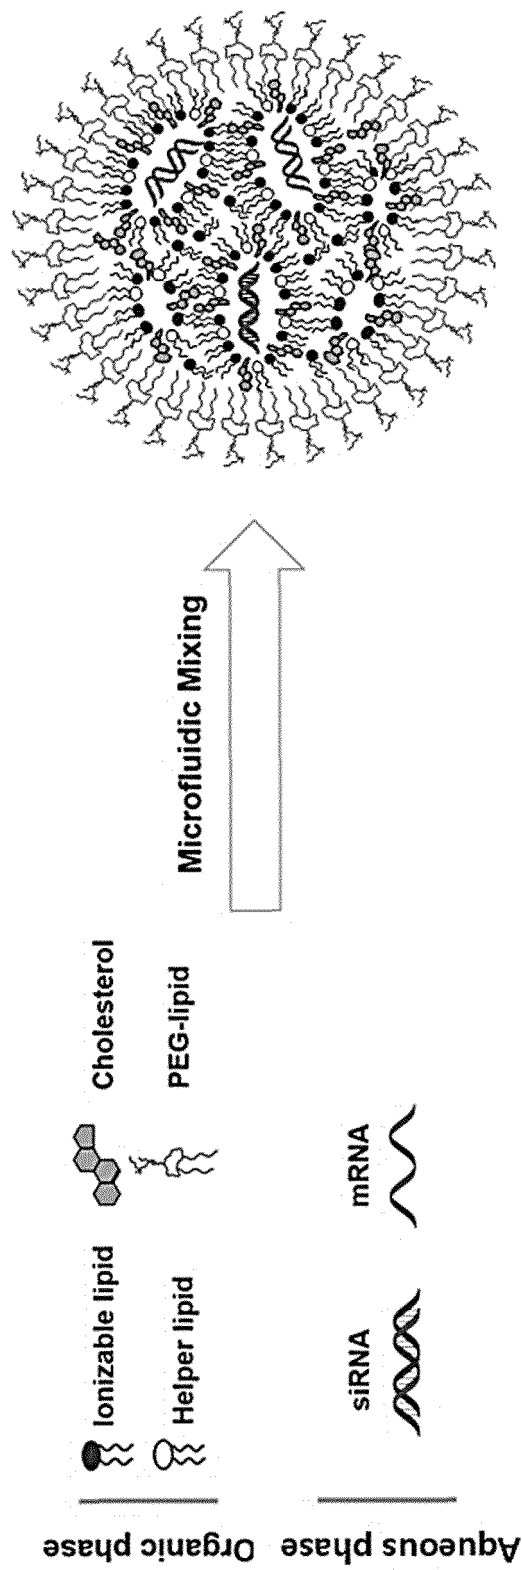 Organic phase
Ionizable lipid
Cholesterol
Helper lipid
PEG-lipid
Aqueous phase
siRNA
mRNA
Microfluidic Mixing